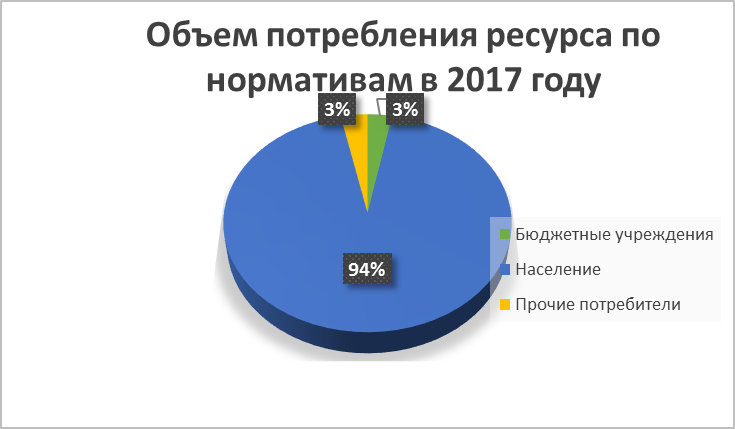 Объем потребления ресурса по
нормативам в 2017 году
3%
3%
94%
Бюджетные учреждения
Население
Прочие потребители